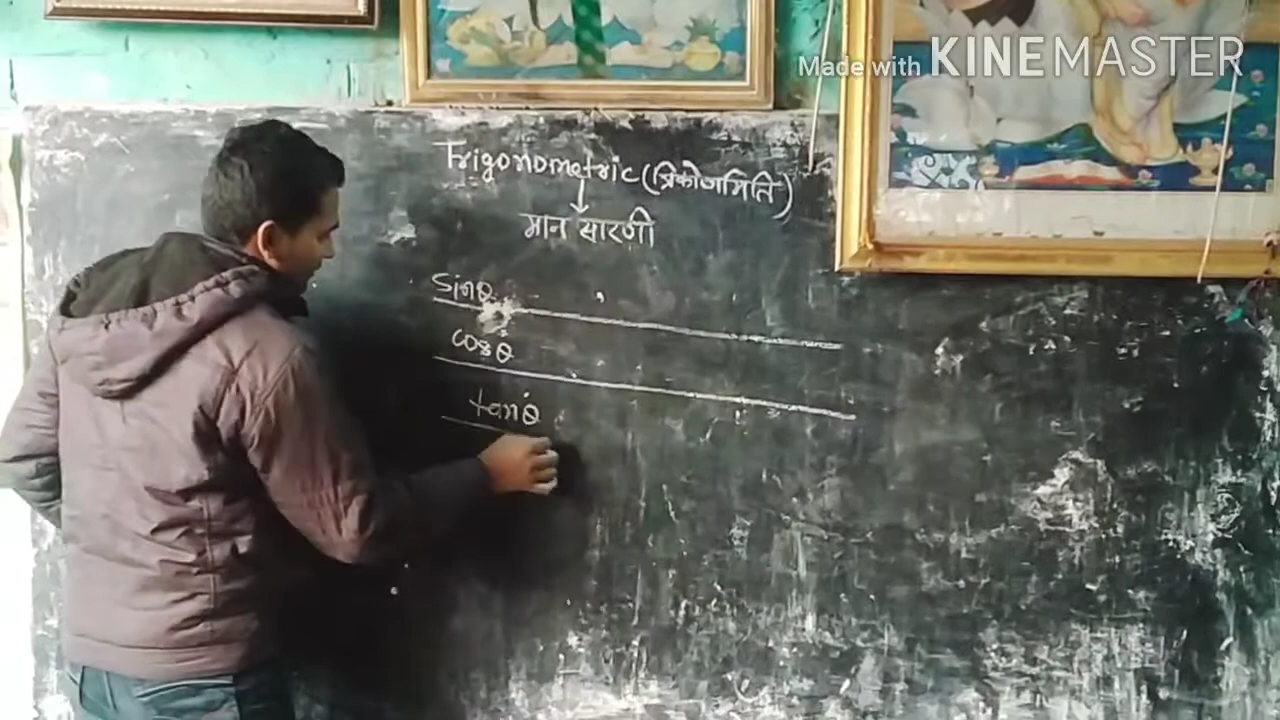 Made with KINEMASTER
Trigonometric (त्रिकोणमिति)
मान सारणी
Sinθ
cosθ
tanθ